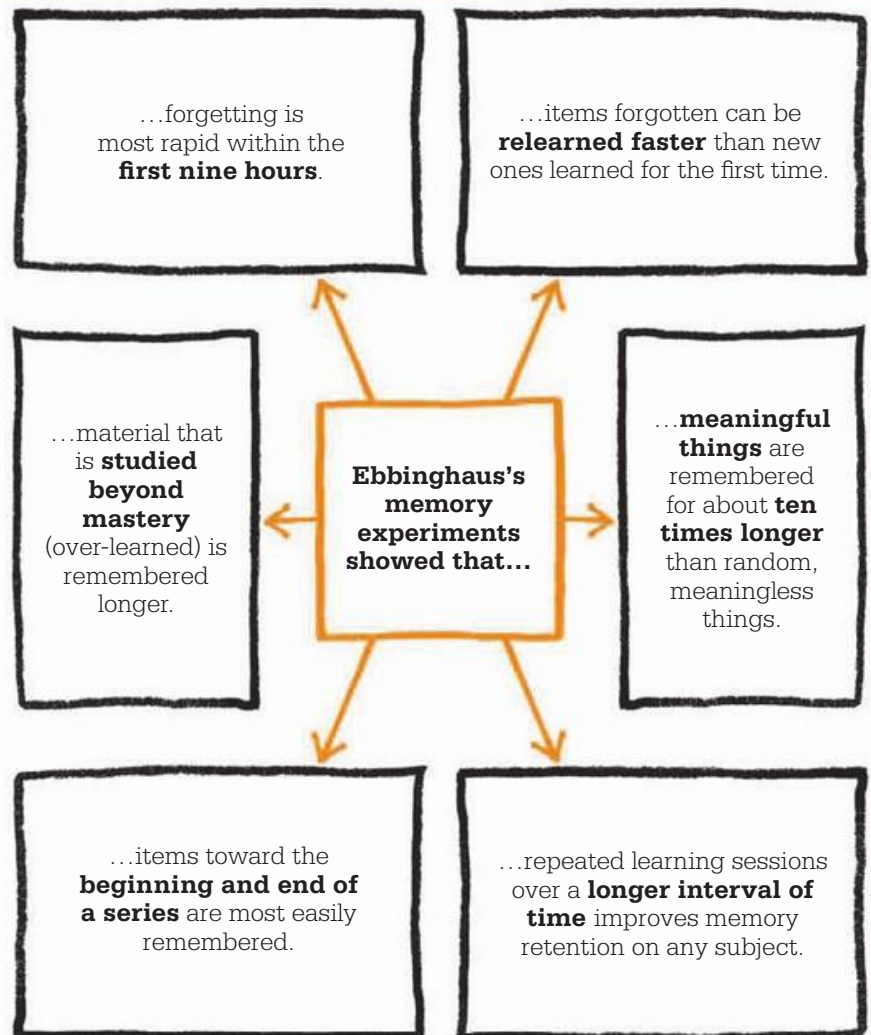 …forgetting is
most rapid within the
first nine hours.
…items forgotten can be
relearned faster than new
ones learned for the first time.
…material that
is studied
beyond
mastery
(over-learned) is
remembered
longer.
Ebbinghaus's
memory
experiments
showed that...
…meaningful
things are
remembered
for about ten
times longer
than random,
meaningless
things.
…items toward the
beginning and end of
a series are most easily
remembered.
…repeated learning sessions
over a longer interval of
time improves memory
retention on any subject.